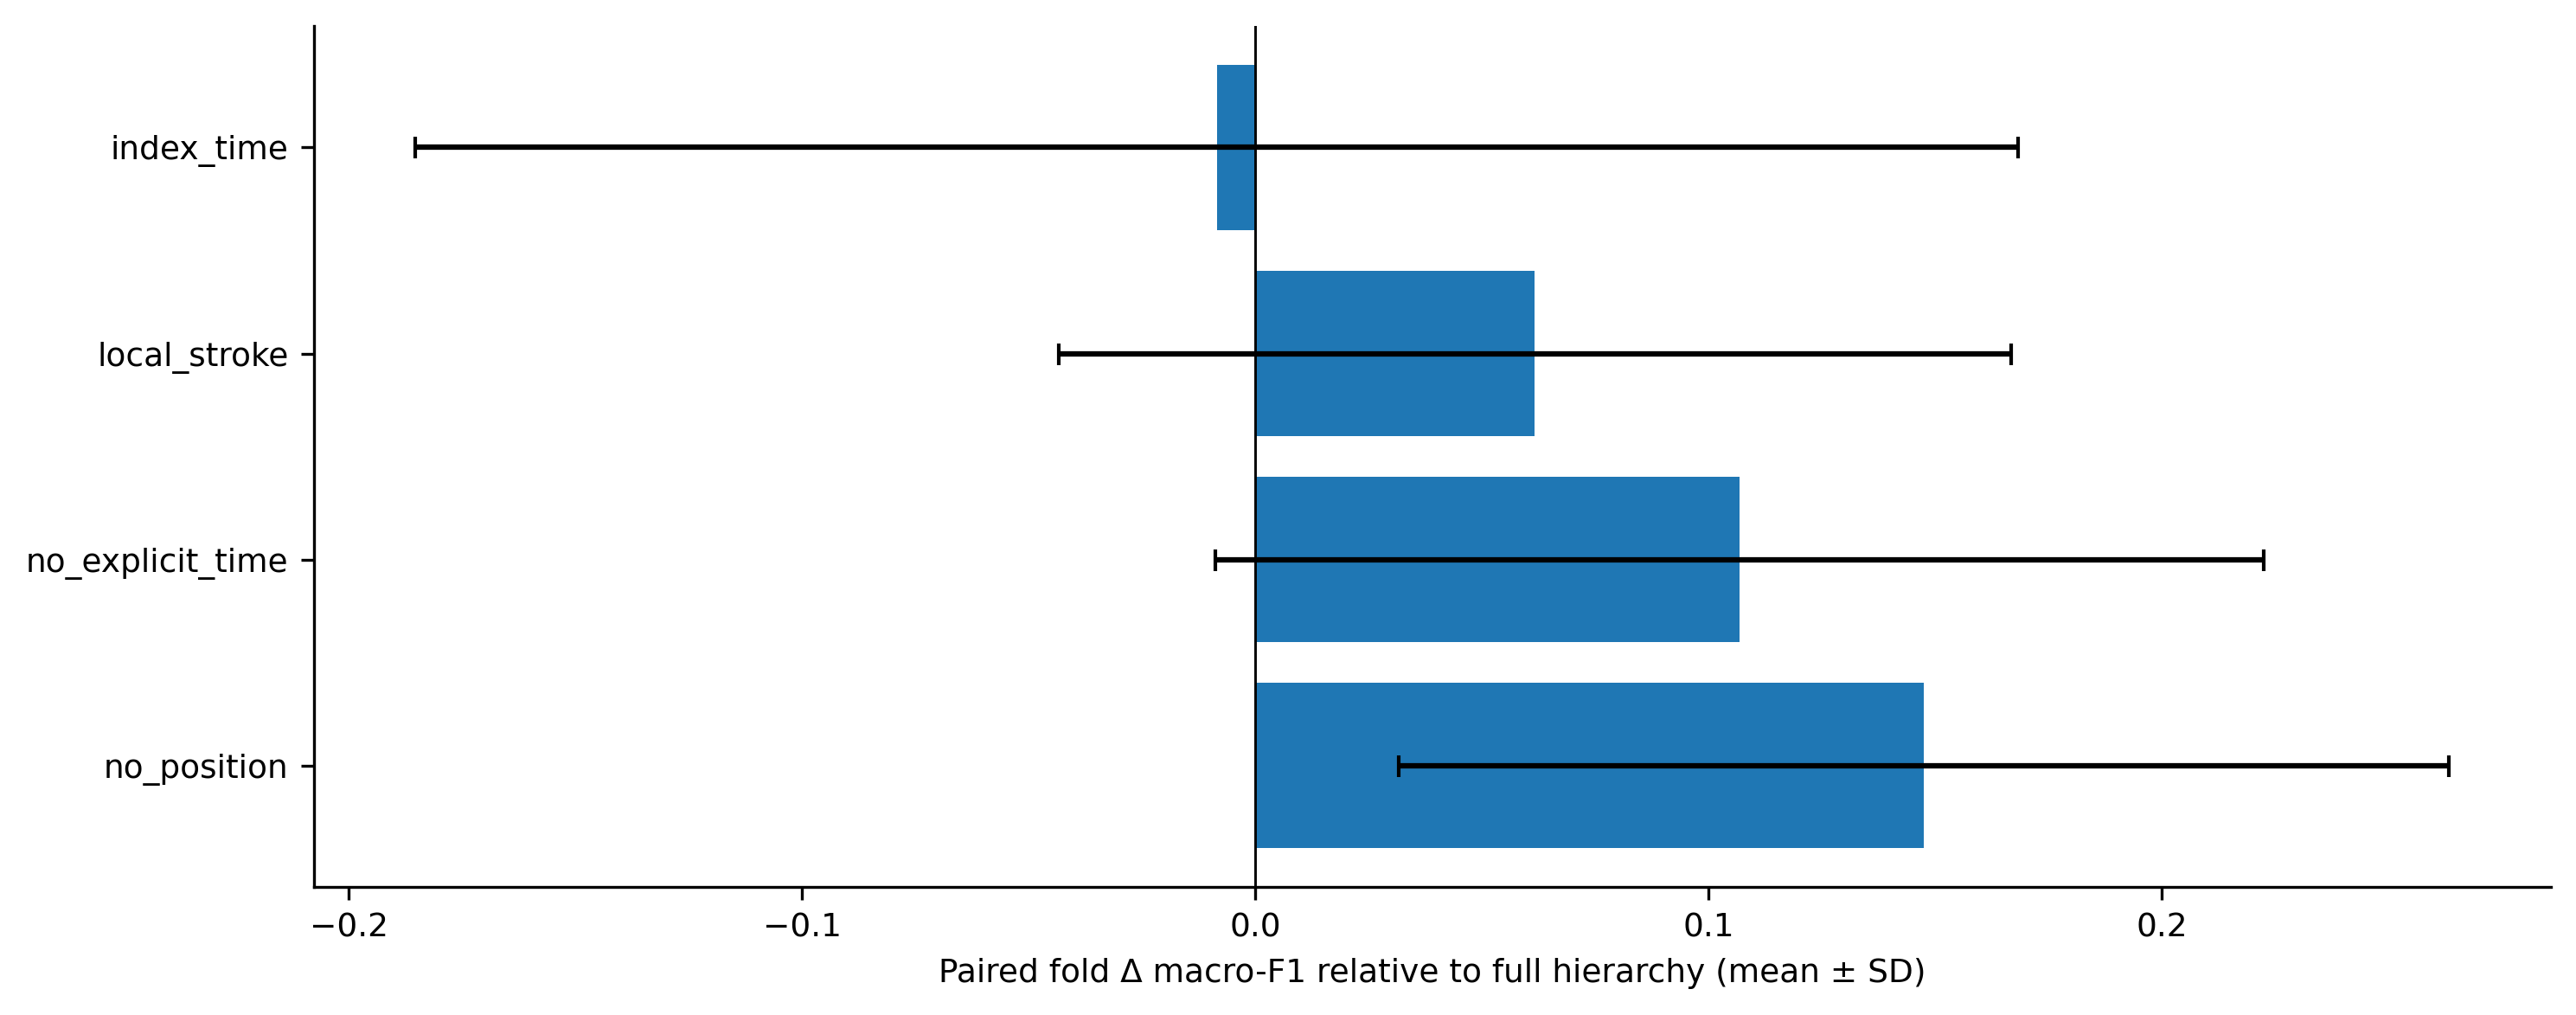 index_time
local_stroke
no_explicit_time
no_position
−0.2 −0.1 0.0 0.1 0.2
Paired fold Δ macro-F1 relative to full hierarchy (mean ± SD)